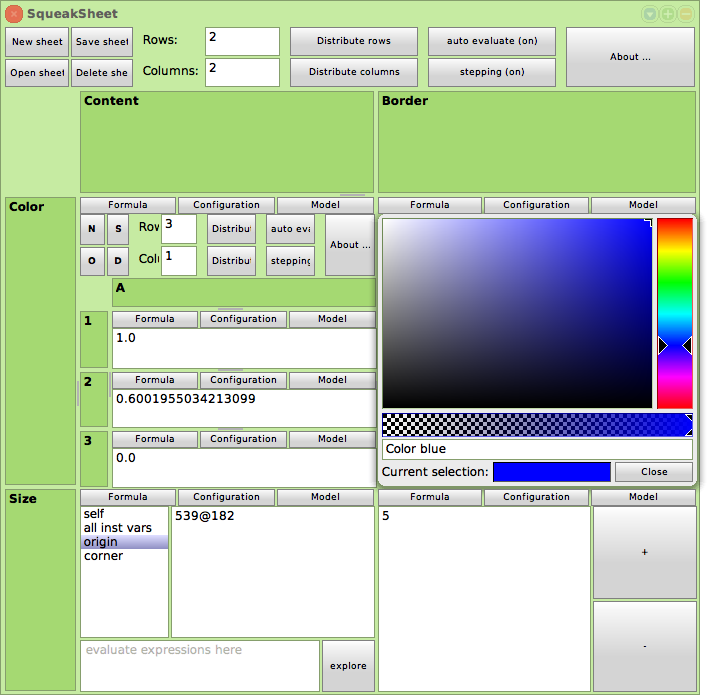 SqueakSheet
New sheet Save sheet Rows: 2 Distribute rows auto evaluate (on) About ...
Open sheet Delete she Columns: 2 Distribute columns stepping (on)
Content Border
Color Formula Configuration Model Formula Configuration Model
N S Row 3 Distribut auto eva About ...
O D Colu 1 Distribut stepping
A
1 Formula Configuration Model
1.0
2 Formula Configuration Model
0.6001955034213099
3 Formula Configuration Model
0.0
Color blue
Current selection: Close
Size Formula Configuration Model Formula Configuration Model
self 539@182 5 +
all inst vars
origin
corner
-
evaluate expressions here explore